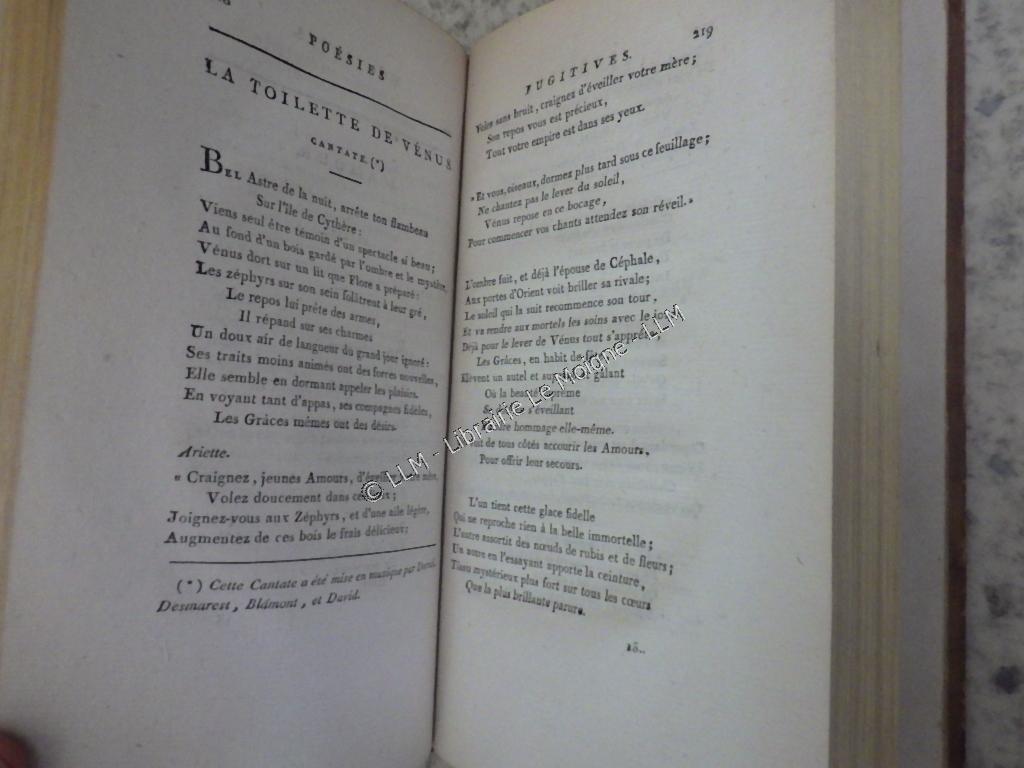 POÉSIES
LA TOILETTE DE VÉNUS
CANTATE. (*)
BEL Astre de la nuit, arrête ton flambeau
Sur l'île de Cythère:
Viens seul être témoin d'un spectacle si beau;
Au fond d'un bois gardé par l'ombre et le mystère,
Vénus dort sur un lit que Flore a préparé:
Les zéphyrs sur son sein folâtrent à leur gré,
Le repos lui prête des armes,
Il répand sur ses charmes
Un doux air de langueur du grand jour ignoré:
Ses traits moins animés ont des forces nouvelles,
Elle semble en dormant appeler les plaisirs.
En voyant tant d'appas, ses compagnes fidèles,
Les Grâces mêmes ont des désirs.
Ariette.
« Craignez, jeunes Amours, mère,
Volez doucement dans ;
Joignez-vous aux Zéphyrs, et d'une aile légère,
Augmentez de ces bois le frais délicieux;
(*) Cette Cantate a été mise en musique par
Desmarest, Blâmont, et David.
219
FUGITIVES.
Volez sans bruit, craignez d'éveiller votre mère;
Son repos vous est précieux,
Tout votre empire est dans ses yeux.
» Et vous, oiseaux, dormez plus tard sous ce feuillage;
Ne chantez pas le lever du soleil,
Vénus repose en ce bocage,
Pour commencer vos chants attendez son réveil. »
L'ombre fuit, et déjà l'épouse de Céphale,
Aux portes d'Orient voit briller sa rivale;
Le soleil qui la suit recommence son tour,
Et va rendre aux mortels les soins avec le jour
Déjà pour le lever de Vénus tout s'apprête,
Les Grâces, en habit de
Elèvent un autel et galant
Où la beauté suprême
s'éveillant
hommage elle-même.
de tous côtés accourir les Amours,
Pour offrir leur secours.
L'un tient cette glace fidelle
Qui ne reproche rien à la belle immortelle;
L'autre assortit des nœuds de rubis et de fleurs;
Un autre en l'essayant apporte la ceinture,
Tissu mystérieux plus fort sur tous les cœurs
Que la plus brillante parure.
© LLM - Librairie Le Moigne - LLM